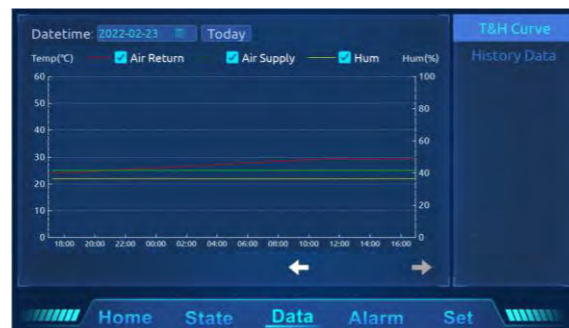 Datetime: 2022-02-23 Today
T&H Curve
Temp(°C) Air Return Air Supply Hum Hum(%)
History Data
60 100
50
80
40
60
30
40
20
20
10
0 0
18:00 20:00 22:00 00:00 02:00 04:00 06:00 08:00 10:00 12:00 14:00 16:00
Home State Data Alarm Set